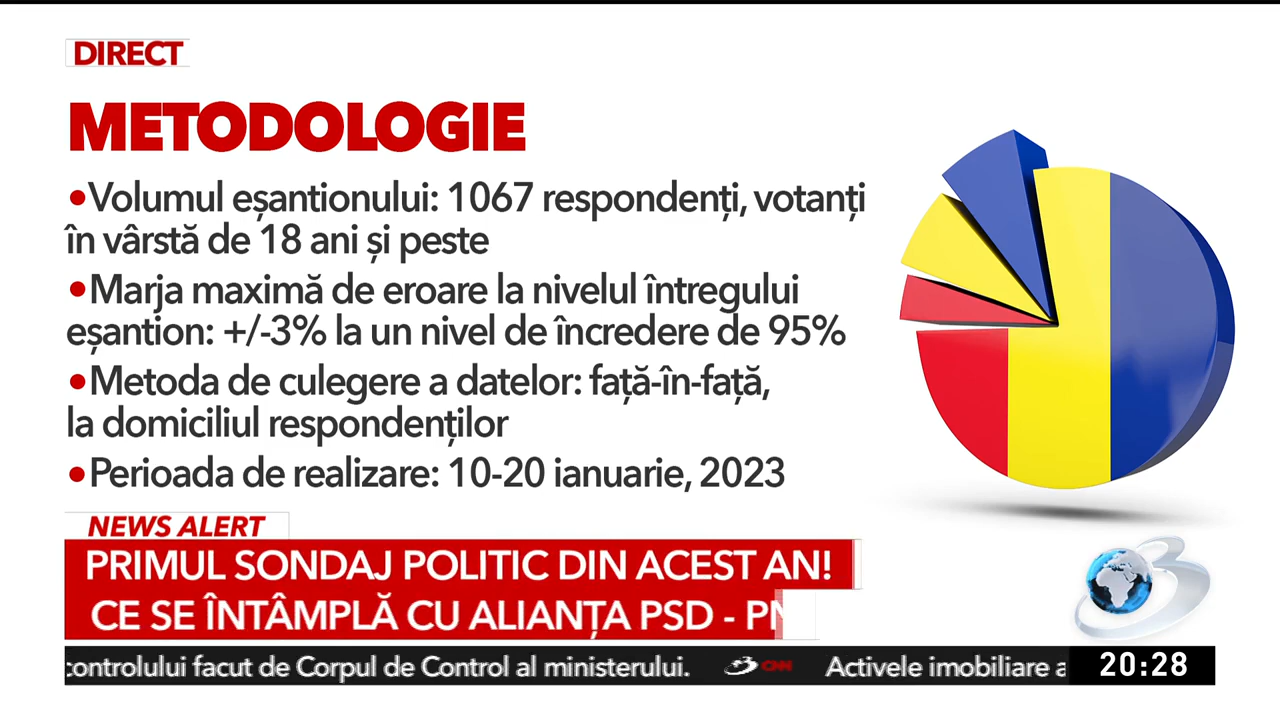 DIRECT
METODOLOGIE
•Volumul eșantionului: 1067 respondenți, votanți
în vârstă de 18 ani și peste
•Marja maximă de eroare la nivelul întregului
eșantion: +/-3% la un nivel de încredere de 95%
•Metoda de culegere a datelor: față-în-față,
la domiciliul respondenților
•Perioada de realizare: 10-20 ianuarie, 2023
NEWS ALERT
PRIMUL SONDAJ POLITIC DIN ACEST AN!
CE SE ÎNTÂMPLĂ CU ALIANȚA PSD -
controlului facut de Corpul de Control al ministerului. 3 CNN Activele imobiliare a
20:28